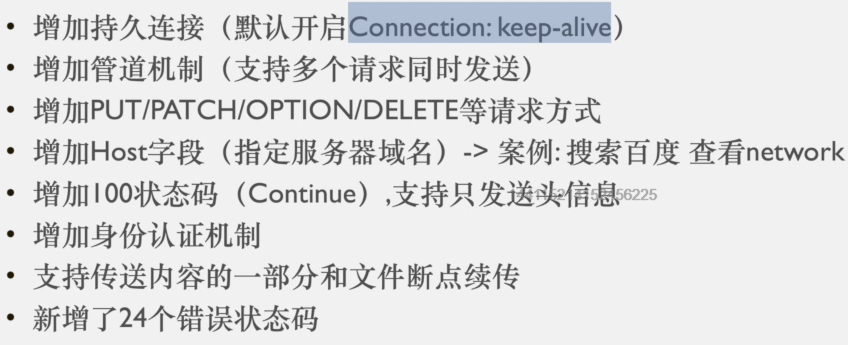 • 增加持久连接（默认开启Connection: keep-alive）
• 增加管道机制（支持多个请求同时发送）
• 增加PUT/PATCH/OPTION/DELETE等请求方式
• 增加Host字段（指定服务器域名）-> 案例: 搜索百度 查看network
• 增加100状态码（Continue）,支持只发送头信息
• 增加身份认证机制
• 支持传送内容的一部分和文件断点续传
• 新增了24个错误状态码